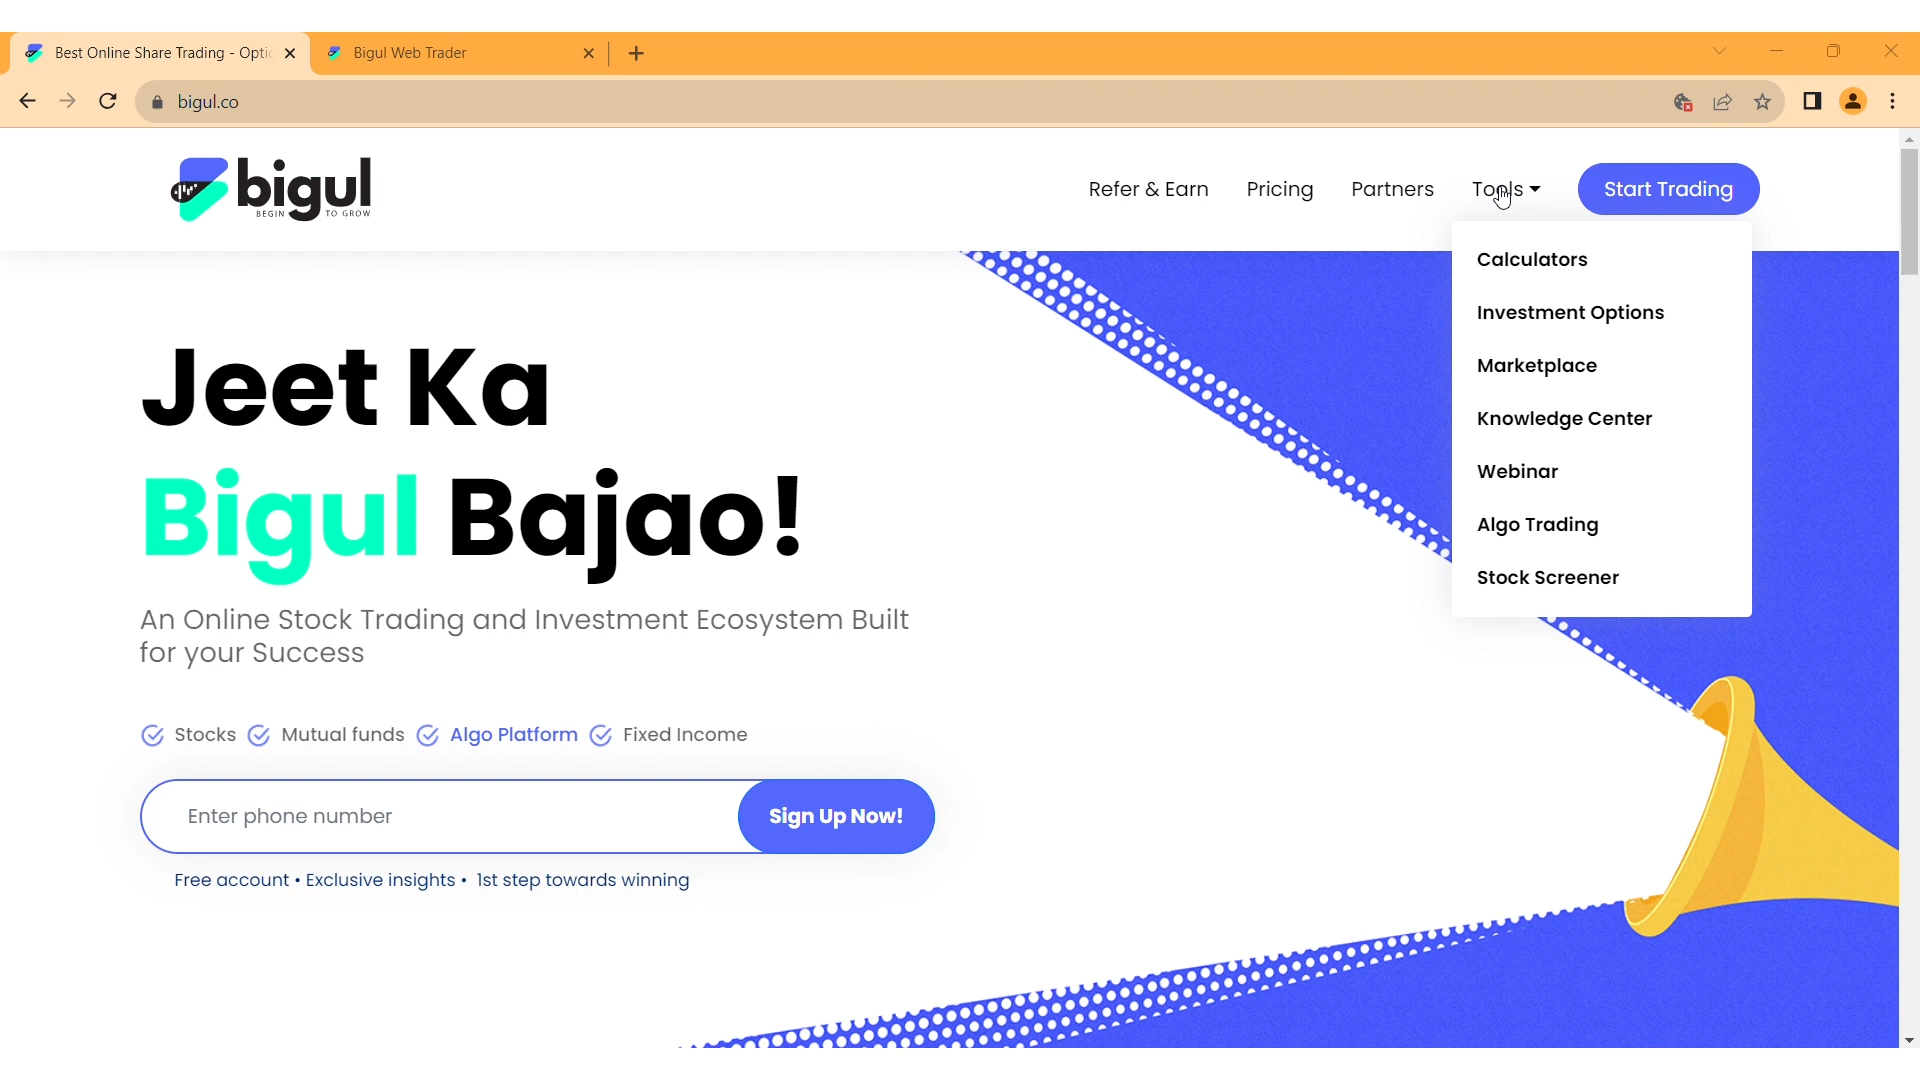 Best Online Share Trading - Optic
Bigul Web Trader
bigul.co
bigul
BEGIN TO GROW
Refer & Earn
Pricing
Partners
Tools
Start Trading
Calculators
Investment Options
Marketplace
Knowledge Center
Webinar
Algo Trading
Stock Screener
Jeet Ka
Bigul Bajao!
An Online Stock Trading and Investment Ecosystem Built
for your Success
Stocks Mutual funds Algo Platform Fixed Income
Enter phone number
Sign Up Now!
Free account • Exclusive insights • 1st step towards winning